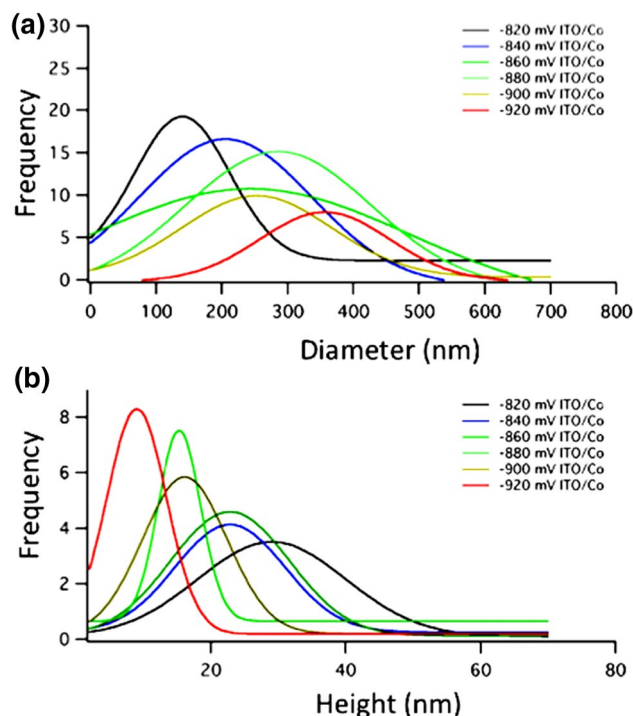 (a)
30
25
20
15
10
5
0
Frequency
-820 mV ITO/Co
-840 mV ITO/Co
-860 mV ITO/Co
-880 mV ITO/Co
-900 mV ITO/Co
-920 mV ITO/Co
0 100 200 300 400 500 600 700 800
Diameter (nm)
(b)
8
6
4
2
0
Frequency
-820 mV ITO/Co
-840 mV ITO/Co
-860 mV ITO/Co
-880 mV ITO/Co
-900 mV ITO/Co
-920 mV ITO/Co
20 40 60 80
Height (nm)